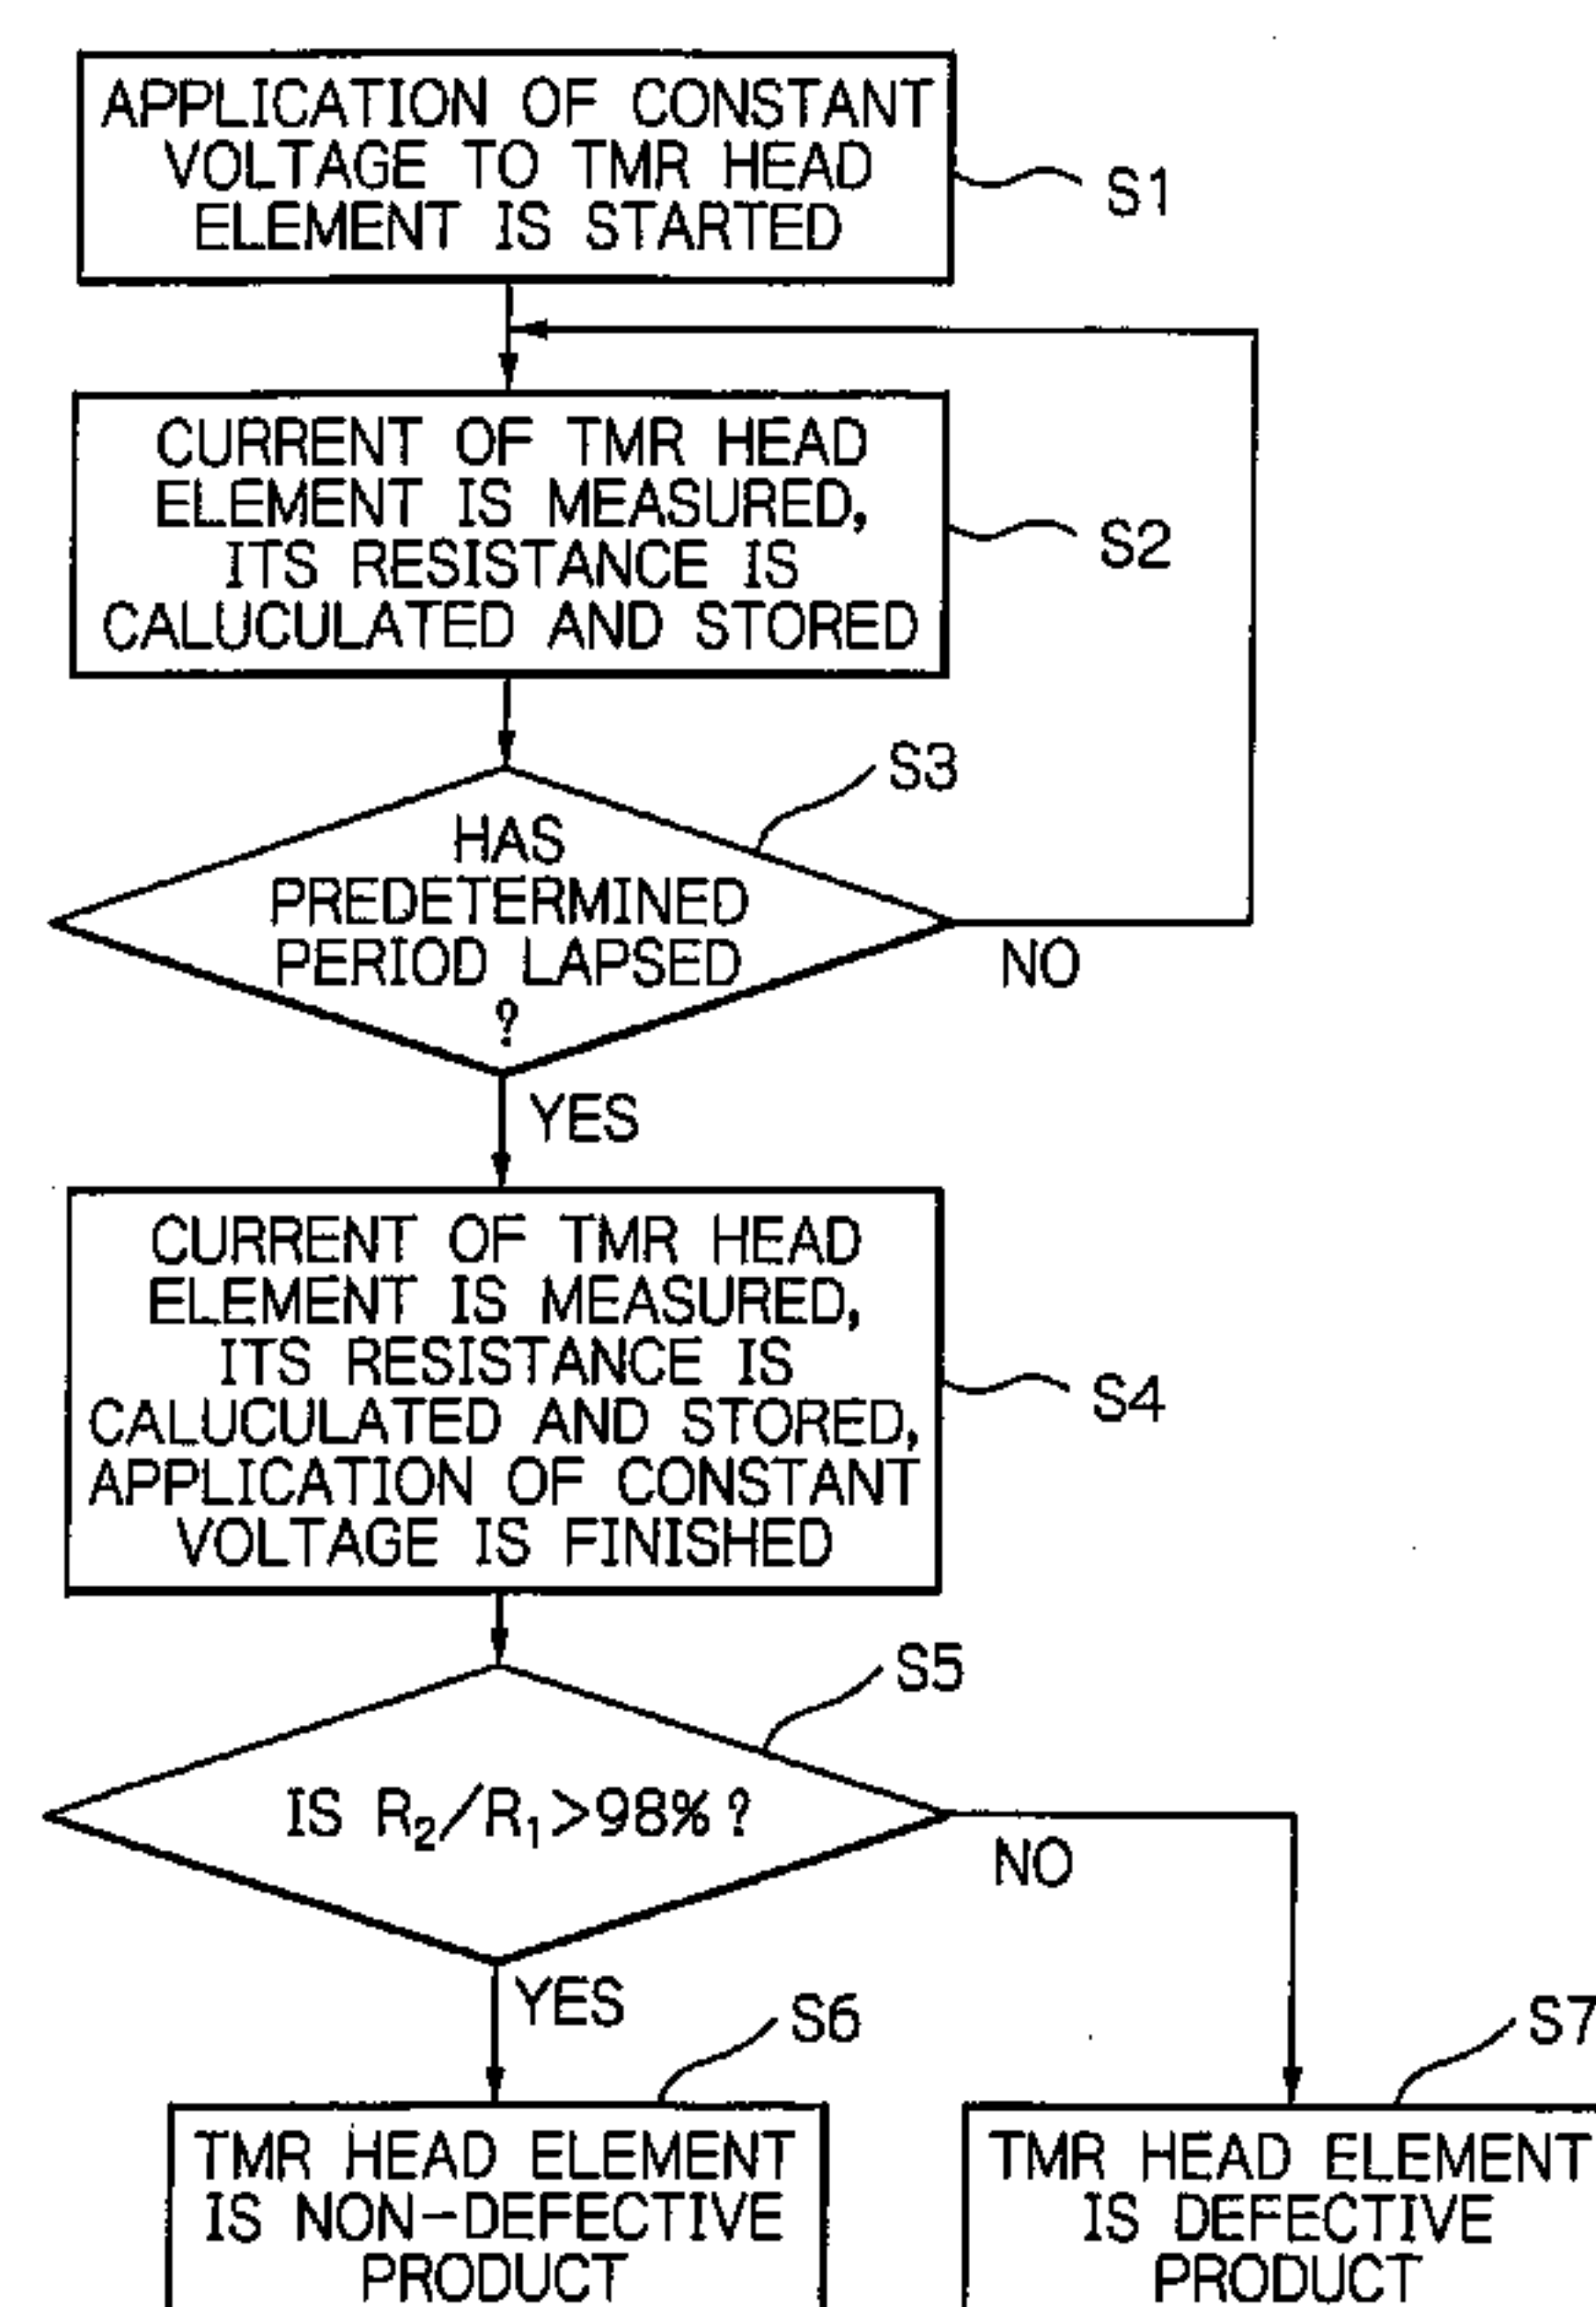 APPLICATION OF CONSTANT
VOLTAGE TO TMR HEAD
ELEMENT IS STARTED
S1
CURRENT OF TMR HEAD
ELEMENT IS MEASURED,
ITS RESISTANCE IS
CALUCULATED AND STORED
S2
S3
HAS
PREDETERMINED
PERIOD LAPSED
?
NO
YES
CURRENT OF TMR HEAD
ELEMENT IS MEASURED,
ITS RESISTANCE IS
CALUCULATED AND STORED,
APPLICATION OF CONSTANT
VOLTAGE IS FINISHED
S4
S5
IS R₂/R₁>98%?
NO
YES
S6
S7
TMR HEAD ELEMENT
IS NON-DEFECTIVE
PRODUCT
TMR HEAD ELEMENT
IS DEFECTIVE
PRODUCT